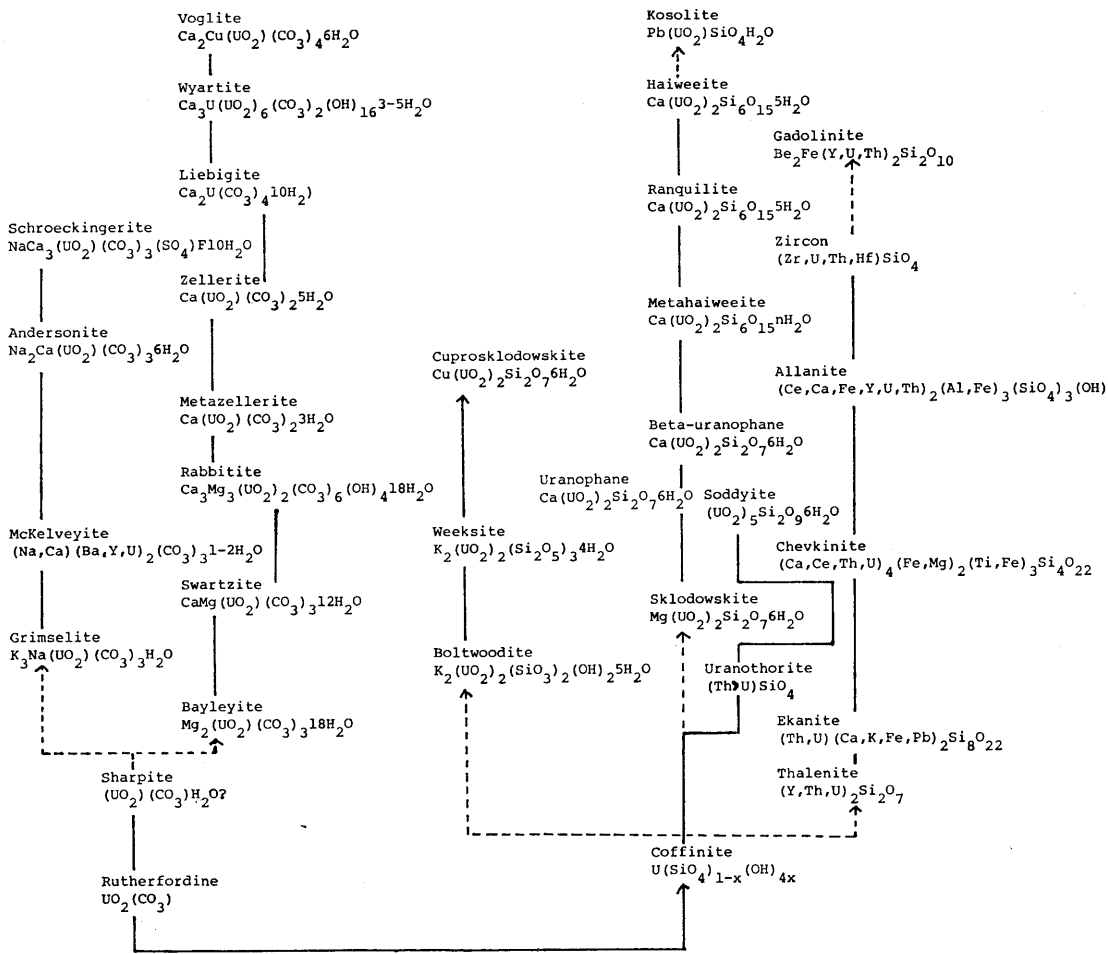 Voglite
Ca2Cu(UO2)(CO3)46H2O
Wyartite
Ca3U(UO2)6(CO3)2(OH)163-5H2O
Liebigite
Ca2U(CO3)410H2)
Schroeckingerite
NaCa3(UO2)(CO3)3(SO4)F10H2O
Zellerite
Ca(UO2)(CO3)25H2O
Andersonite
Na2Ca(UO2)(CO3)36H2O
Metazellerite
Ca(UO2)(CO3)23H2O
Rabbitite
Ca3Mg3(UO2)2(CO3)6(OH)418H2O
McKelveyite
(Na,Ca)(Ba,Y,U)2(CO3)31-2H2O
Swartzite
CaMg(UO2)(CO3)312H2O
Grimselite
K3Na(UO2)(CO3)3H2O
Bayleyite
Mg2(UO2)(CO3)318H2O
Sharpite
(UO2)(CO3)H2O?
Rutherfordine
UO2(CO3)
Cuprosklodowskite
Cu(UO2)2Si2O76H2O
Weeksite
K2(UO2)2(Si2O5)34H2O
Boltwoodite
K2(UO2)2(SiO3)2(OH)25H2O
Kosolite
Pb(UO2)SiO4H2O
Haiweeite
Ca(UO2)2Si6O155H2O
Ranquilite
Ca(UO2)2Si6O155H2O
Metahaiweeite
Ca(UO2)2Si6O15nH2O
Beta-uranophane
Ca(UO2)2Si2O76H2O
Uranophane
Ca(UO2)2Si2O76H2O
Soddyite
(UO2)5Si2O96H2O
Sklodowskite
Mg(UO2)2Si2O76H2O
Uranothorite
(Th,U)SiO4
Coffinite
U(SiO4)1-x(OH)4x
Gadolinite
Be2Fe(Y,U,Th)2Si2O10
Zircon
(Zr,U,Th,Hf)SiO4
Allanite
(Ce,Ca,Fe,Y,U,Th)2(Al,Fe)3(SiO4)3(OH)
Chevkinite
(Ca,Ce,Th,U)4(Fe,Mg)2(Ti,Fe)3Si4O22
Ekanite
(Th,U)(Ca,K,Fe,Pb)2Si8O22
Thalenite
(Y,Th,U)2Si2O7